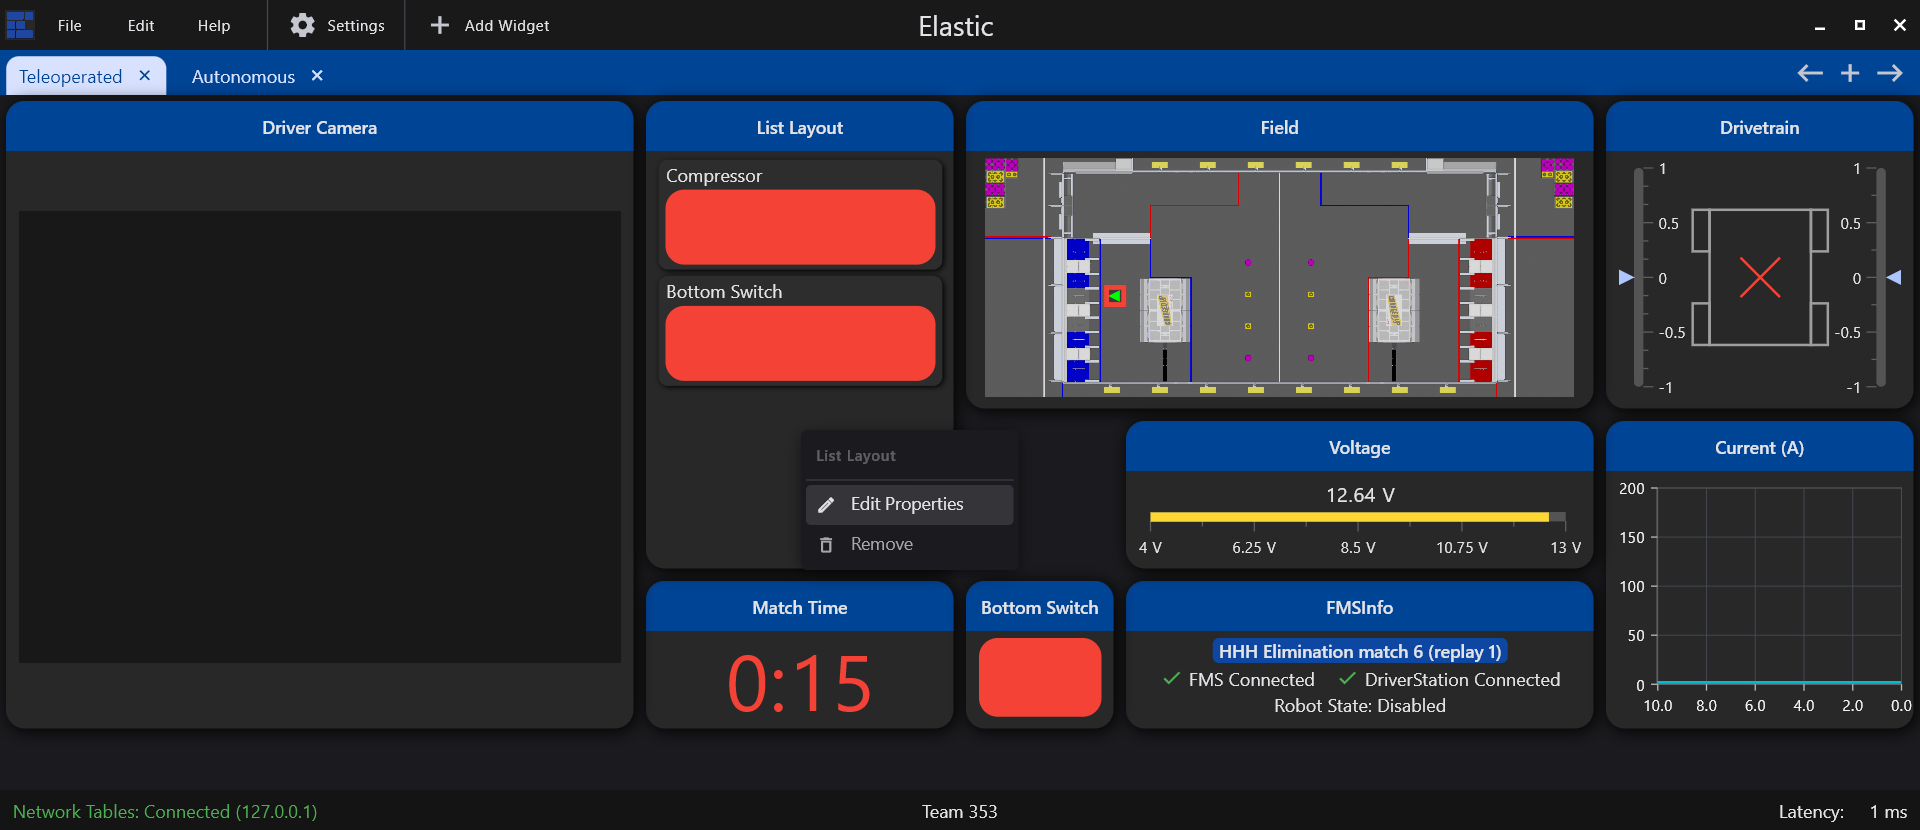 File Edit Help Settings Add Widget Elastic
Teleoperated Autonomous
Driver Camera
List Layout
Compressor
Bottom Switch
Field
Drivetrain
1 1
0.5 0.5
0 0
-0.5 -0.5
-1 -1
List Layout
Edit Properties
Remove
Voltage
12.64 V
4 V 6.25 V 8.5 V 10.75 V 13 V
Current (A)
200
150
100
50
0
10.0 8.0 6.0 4.0 2.0 0.0
Match Time
0:15
Bottom Switch
FMSInfo
HHH Elimination match 6 (replay 1)
FMS Connected DriverStation Connected
Robot State: Disabled
Network Tables: Connected (127.0.0.1) Team 353 Latency: 1 ms